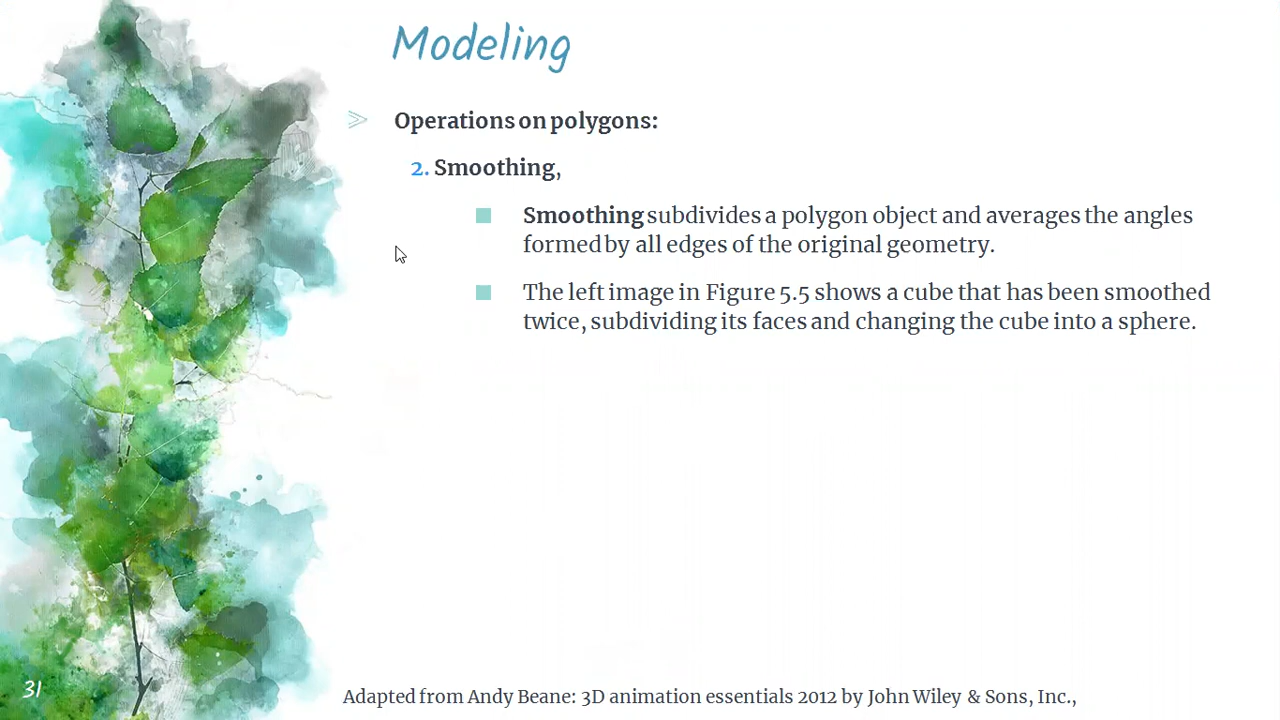 Modeling
Operations on polygons:
2. Smoothing,
Smoothing subdivides a polygon object and averages the angles
formed by all edges of the original geometry.
The left image in Figure 5.5 shows a cube that has been smoothed
twice, subdividing its faces and changing the cube into a sphere.
31
Adapted from Andy Beane: 3D animation essentials 2012 by John Wiley & Sons, Inc.,